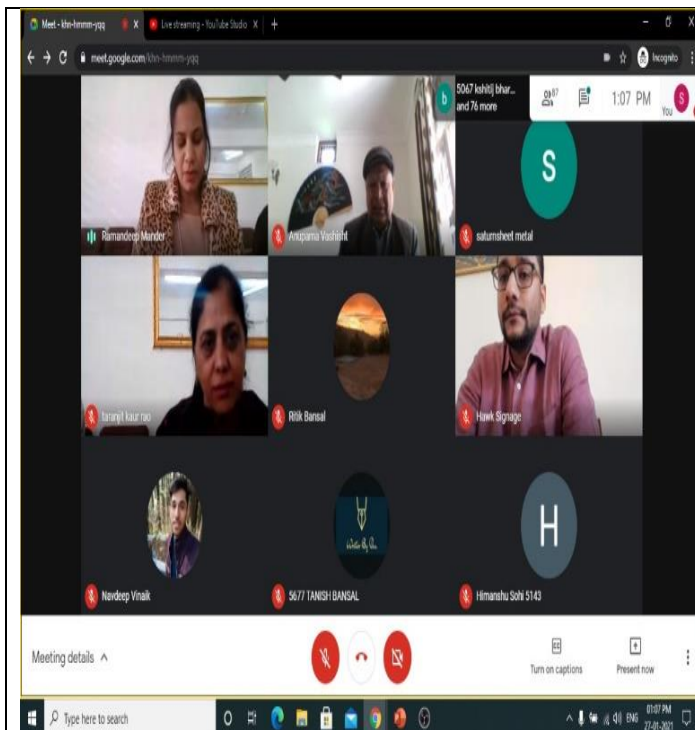 Meet - khn-hmmm-yqq
Live streaming - YouTube Studio
meet.google.com/khn-hmmm-yqq
Incognito
b
5067 kshitij bhar...
and 76 more
87
1:07 PM
You
S
Ramandeep Mander
Anupama Vashisht
S
saturnsheet metal
taranjit kaur rao
Ritik Bansal
Hawk Signage
Navdeep Vinaik
5677 TANISH BANSAL
H
Himanshu Sohi 5143
Meeting details
Turn on captions
Present now
Type here to search
ENG
01:07 PM
27-01-2021